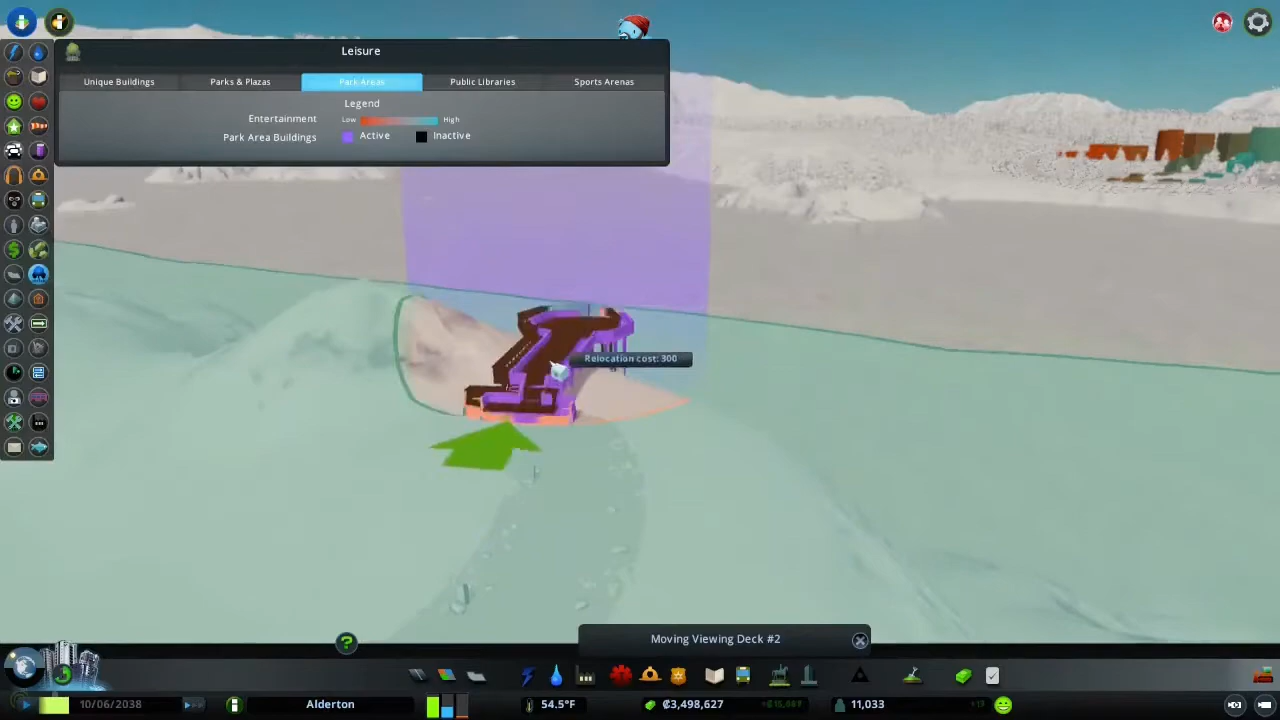 Leisure
Unique Buildings Parks & Plazas Park Areas Public Libraries Sports Arenas
Legend
Entertainment Low High
Park Area Buildings Active Inactive
Relocation cost: 300
?
Moving Viewing Deck #2
10/06/2038 Alderton 54.5°F ₡3,498,627 11,033 +13